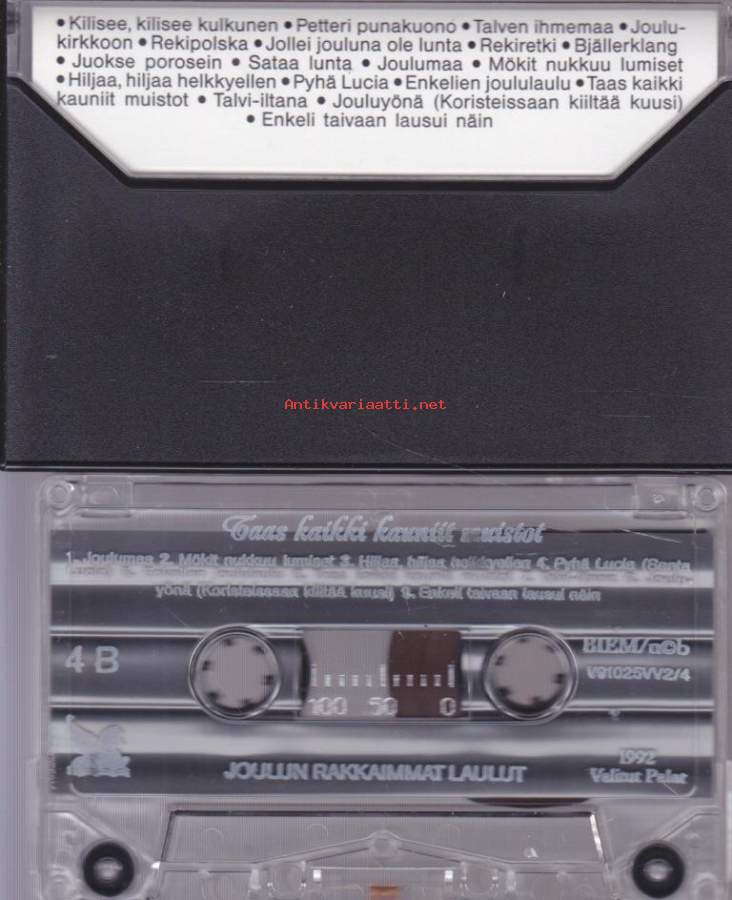 •Kilisee, kilisee kulkunen •Petteri punakuono •Talven ihmemaa •Joulu-
kirkkoon •Rekipolska •Jollei jouluna ole lunta •Rekiretki •Bjällerklang
• Juokse porosein • Sataa lunta • Joulumaa • Mökit nukkuu lumiset
•Hiljaa, hiljaa helkkyellen •Pyhä Lucia •Enkelien joululaulu •Taas kaikki
kauniit muistot • Talvi-iltana • Jouluyönä (Koristeissaan kiiltää kuusi)
• Enkeli taivaan lausui näin
Antikvariaatti.net
Taas kaikki kauniit muistot
1. Joulumaa 2. Mökit nukkuu lumiset 3. Hiljaa, hiljaa helkkyellen 4. Pyhä Lucia (Santa
yönä (Koristeissaan kiiltää kuusi) 9. Enkeli taivaan lausui näin
4 B
BIEM/n©b
V91025VV2/4
100 50 0
JOULUN RAKKAIMMAT LAULUT
1992
Valitut Palat